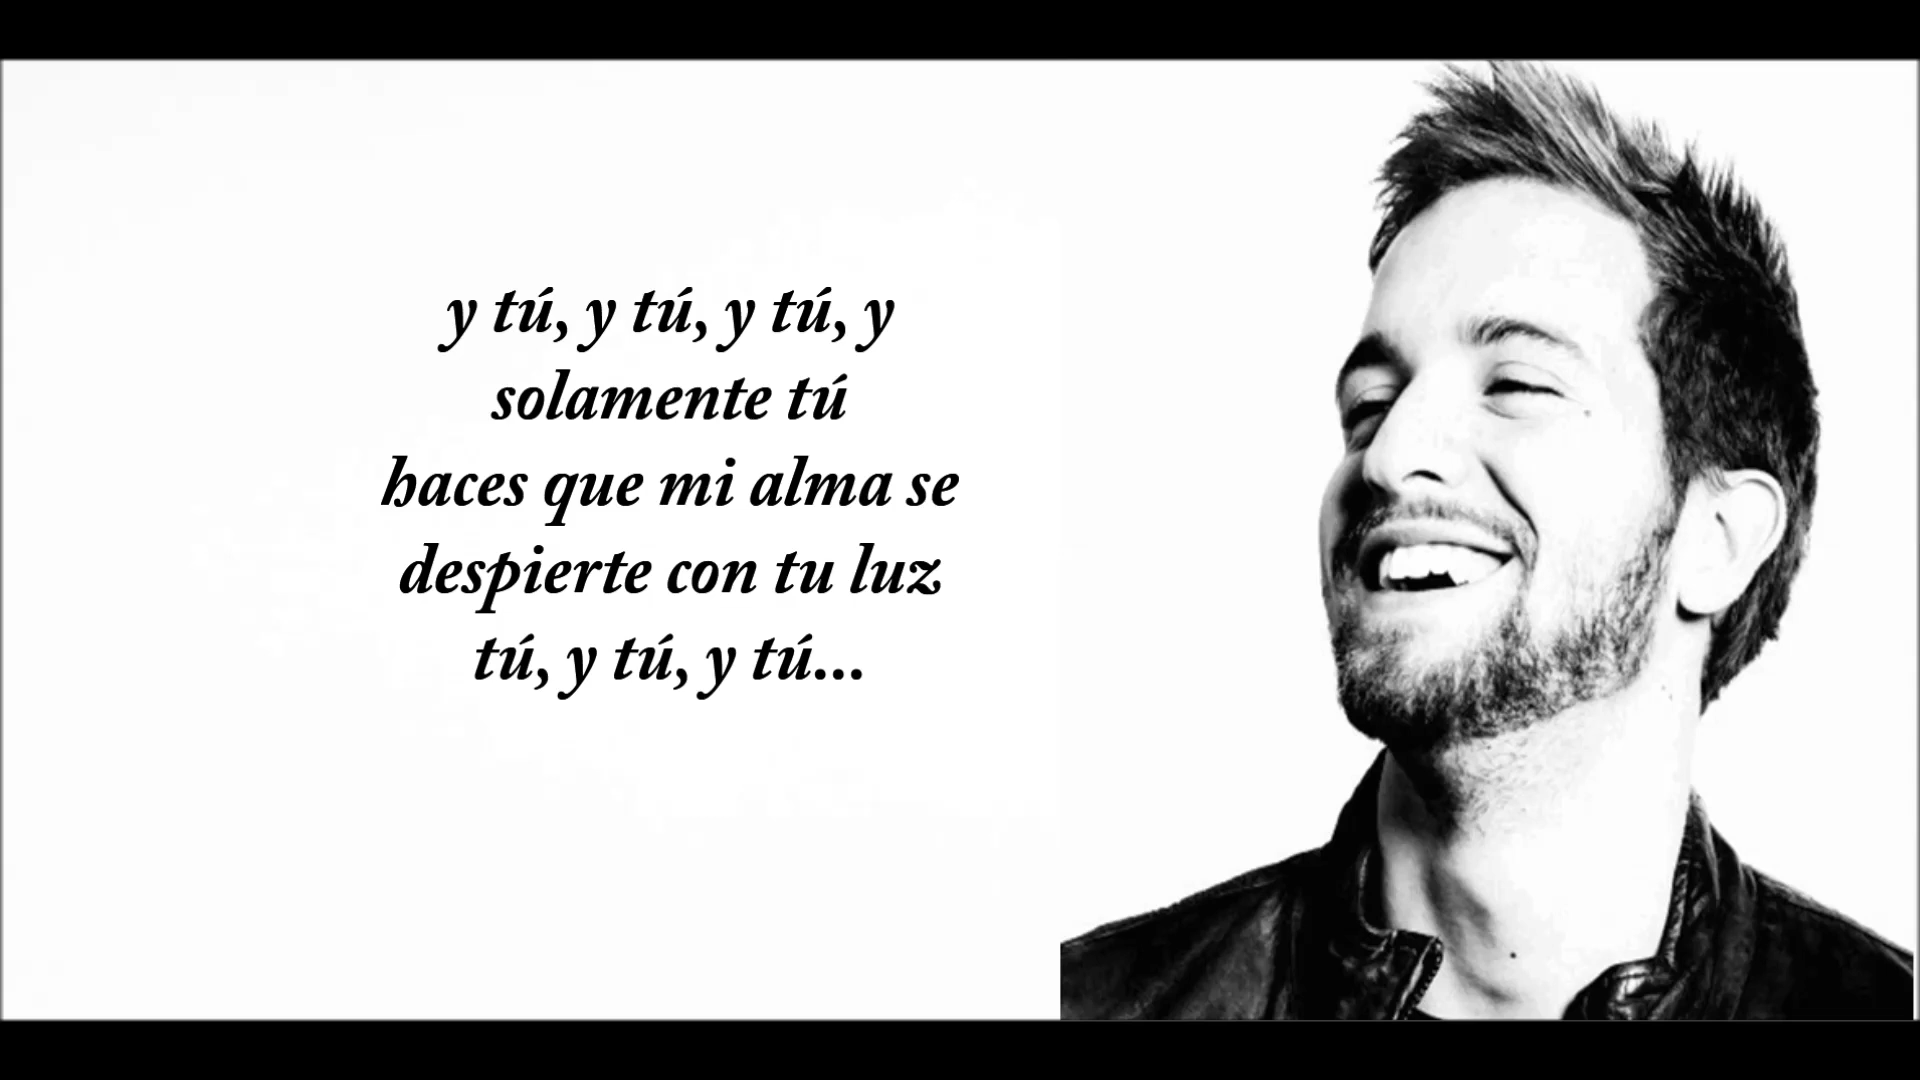 y tú, y tú, y tú, y
solamente tú
haces que mi alma se
despierte con tu luz
tú, y tú, y tú...